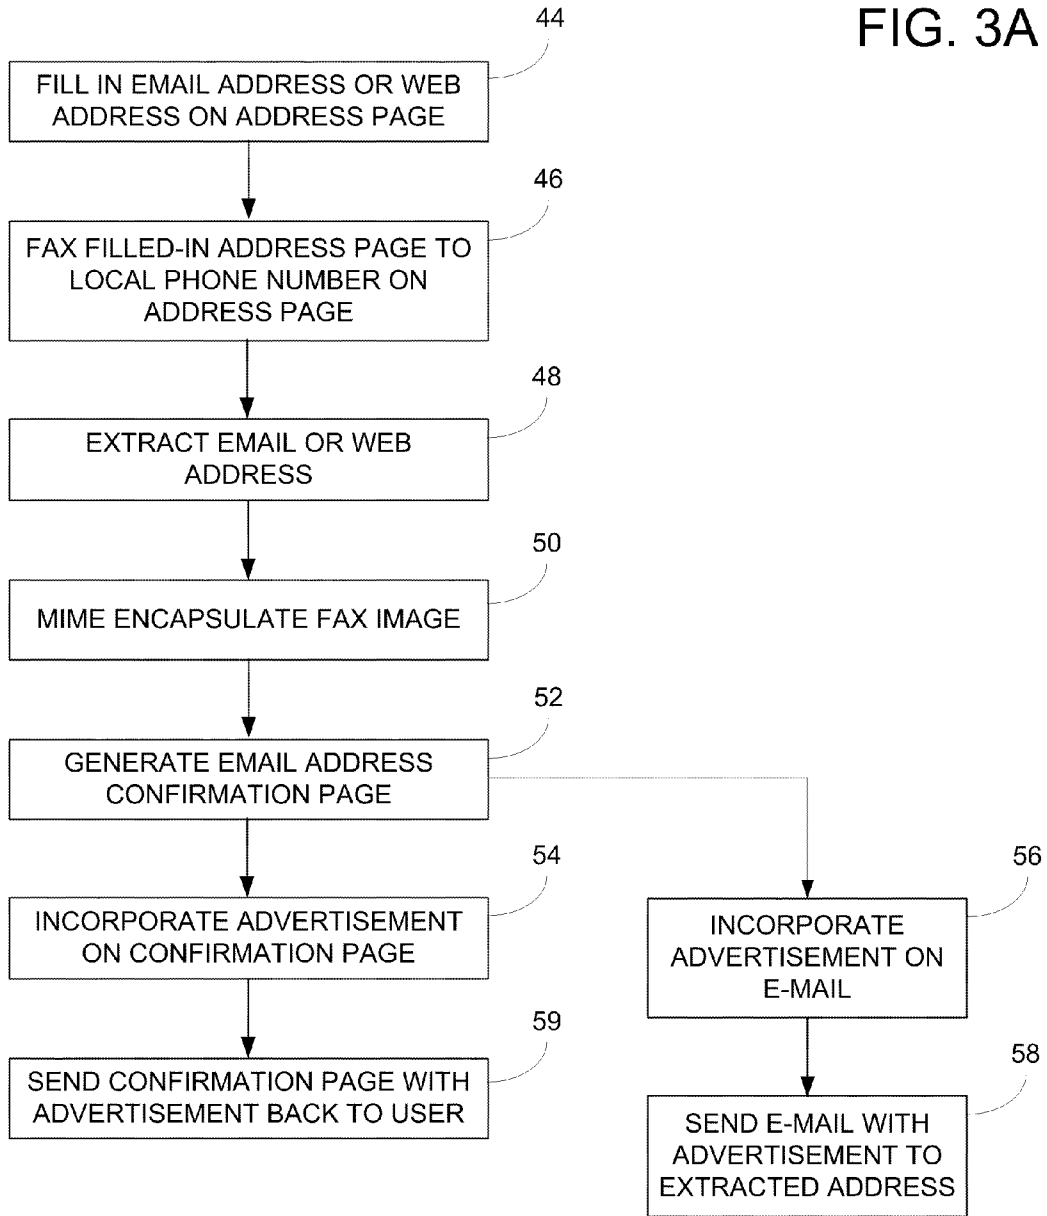 FIG. 3A
44
FILL IN EMAIL ADDRESS OR WEB
ADDRESS ON ADDRESS PAGE
46
FAX FILLED-IN ADDRESS PAGE TO
LOCAL PHONE NUMBER ON
ADDRESS PAGE
48
EXTRACT EMAIL OR WEB
ADDRESS
50
MIME ENCAPSULATE FAX IMAGE
52
GENERATE EMAIL ADDRESS
CONFIRMATION PAGE
54
INCORPORATE ADVERTISEMENT
ON CONFIRMATION PAGE
59
SEND CONFIRMATION PAGE WITH
ADVERTISEMENT BACK TO USER
56
INCORPORATE
ADVERTISEMENT ON
E-MAIL
58
SEND E-MAIL WITH
ADVERTISEMENT TO
EXTRACTED ADDRESS